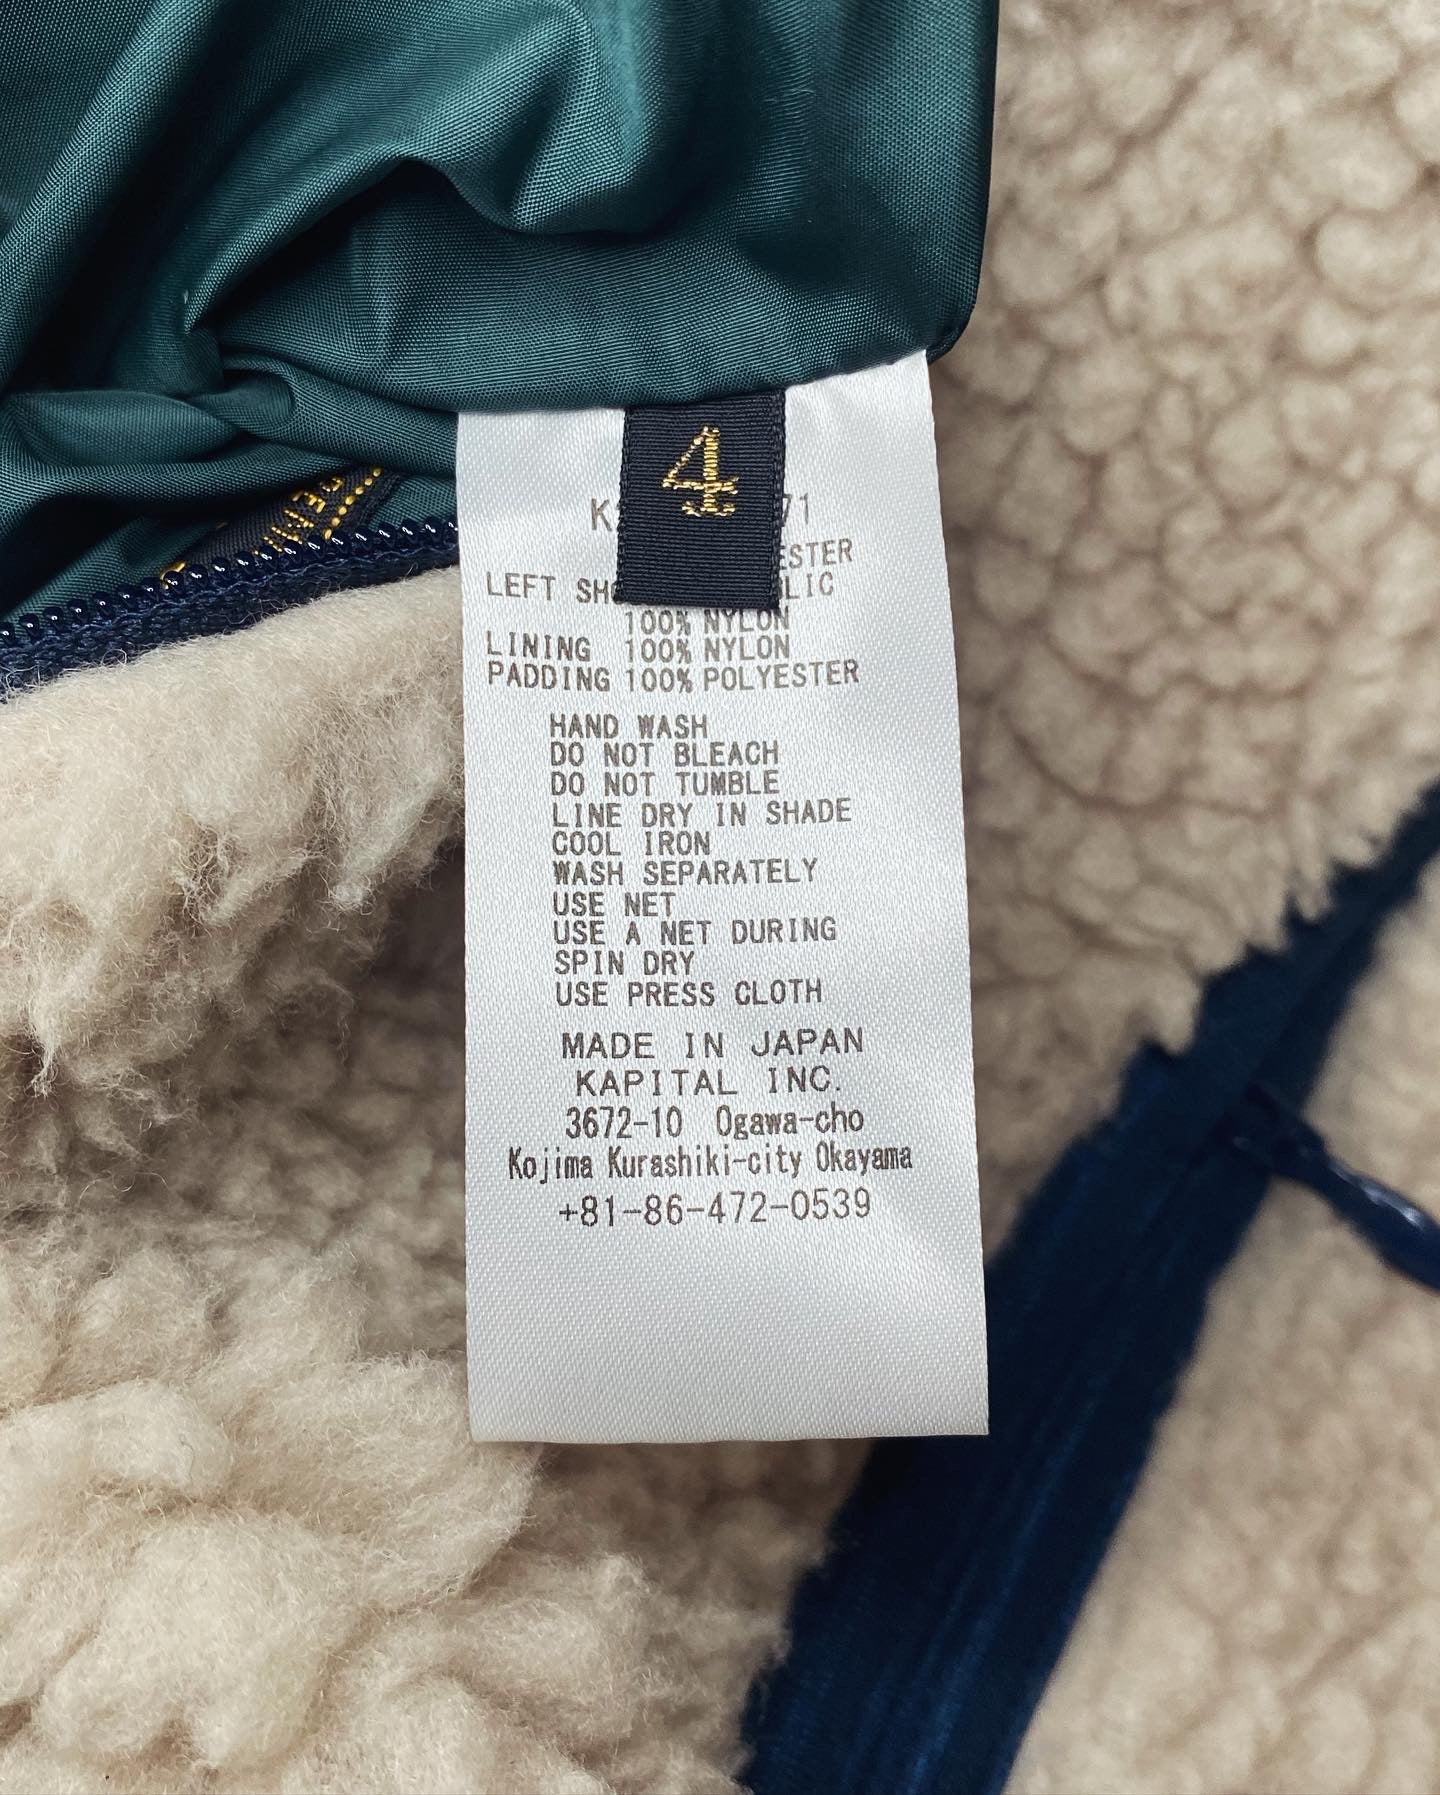 4
LEFT
100% NYLON
LINING 100% NYLON
PADDING 100% POLYESTER
HAND WASH
DO NOT BLEACH
DO NOT TUMBLE
LINE DRY IN SHADE
COOL IRON
WASH SEPARATELY
USE NET
USE A NET DURING
SPIN DRY
USE PRESS CLOTH
MADE IN JAPAN
KAPITAL INC.
3672-10 Ogawa-cho
Kojima Kurashiki-city Okayama
+81-86-472-0539